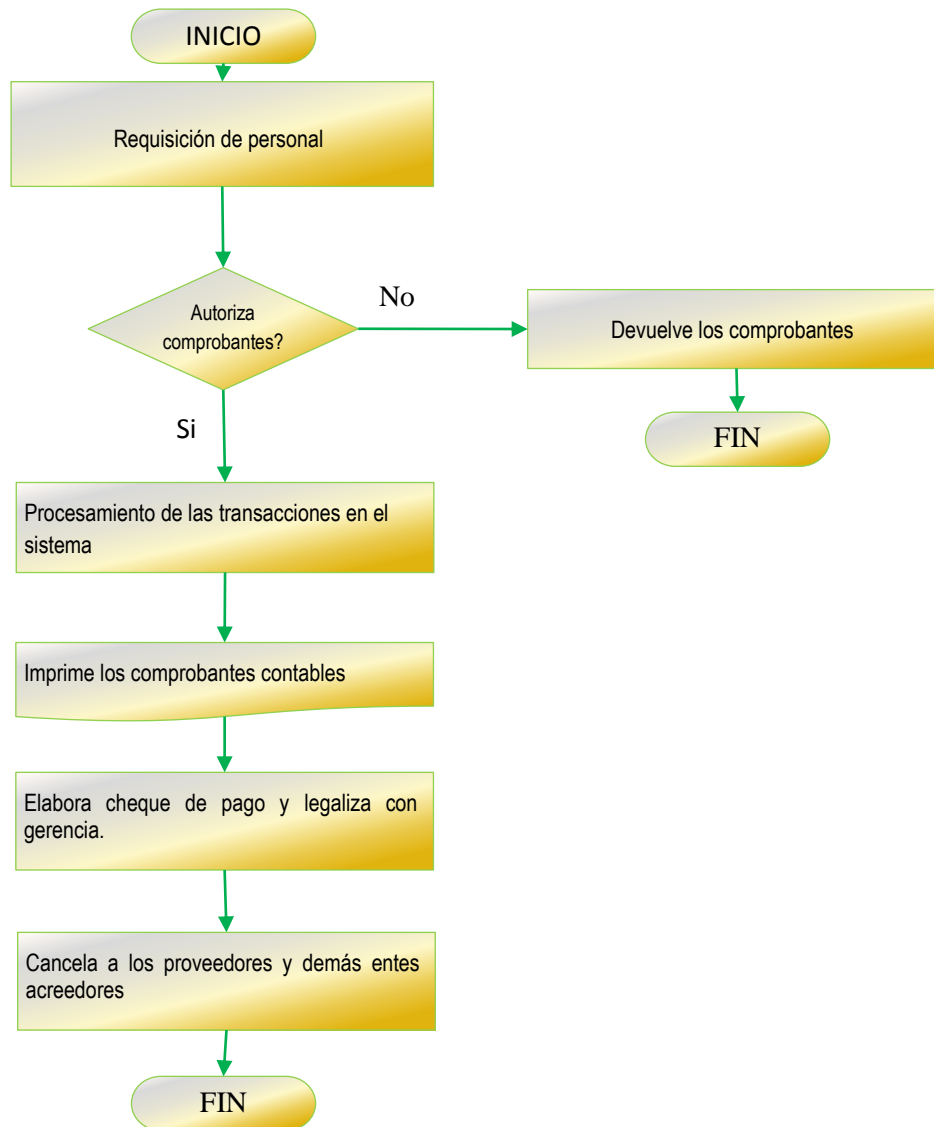 INICIO
Requisición de personal
Autoriza
comprobantes?
No
Devuelve los comprobantes
FIN
Si
Procesamiento de las transacciones en el
sistema
Imprime los comprobantes contables
Elabora cheque de pago y legaliza con
gerencia.
Cancela a los proveedores y demás entes
acreedores
FIN